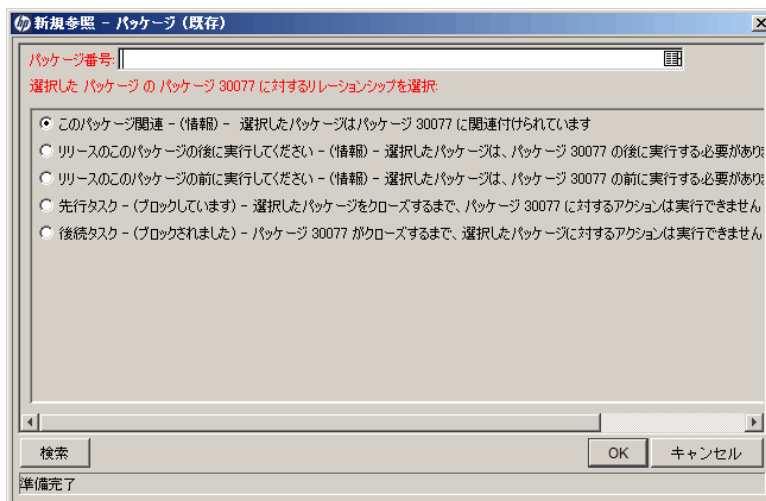 hp 新規参照 - パッケージ (既存)
パッケージ番号:
選択した パッケージ の パッケージ 30077 に対するリレーションシップを選択:
このパッケージ関連 - (情報) - 選択したパッケージはパッケージ 30077 に関連付けられています
リリースのこのパッケージの後に実行してください - (情報) - 選択したパッケージは、パッケージ 30077 の後に実行する必要があり
リリースのこのパッケージの前に実行してください - (情報) - 選択したパッケージは、パッケージ 30077 の前に実行する必要があり
先行タスク - (ブロックしています) - 選択したパッケージをクローズするまで、パッケージ 30077 に対するアクションは実行できません
後続タスク - (ブロックされました) - パッケージ 30077 がクローズするまで、選択したパッケージに対するアクションは実行できません
検索 OK キャンセル
準備完了